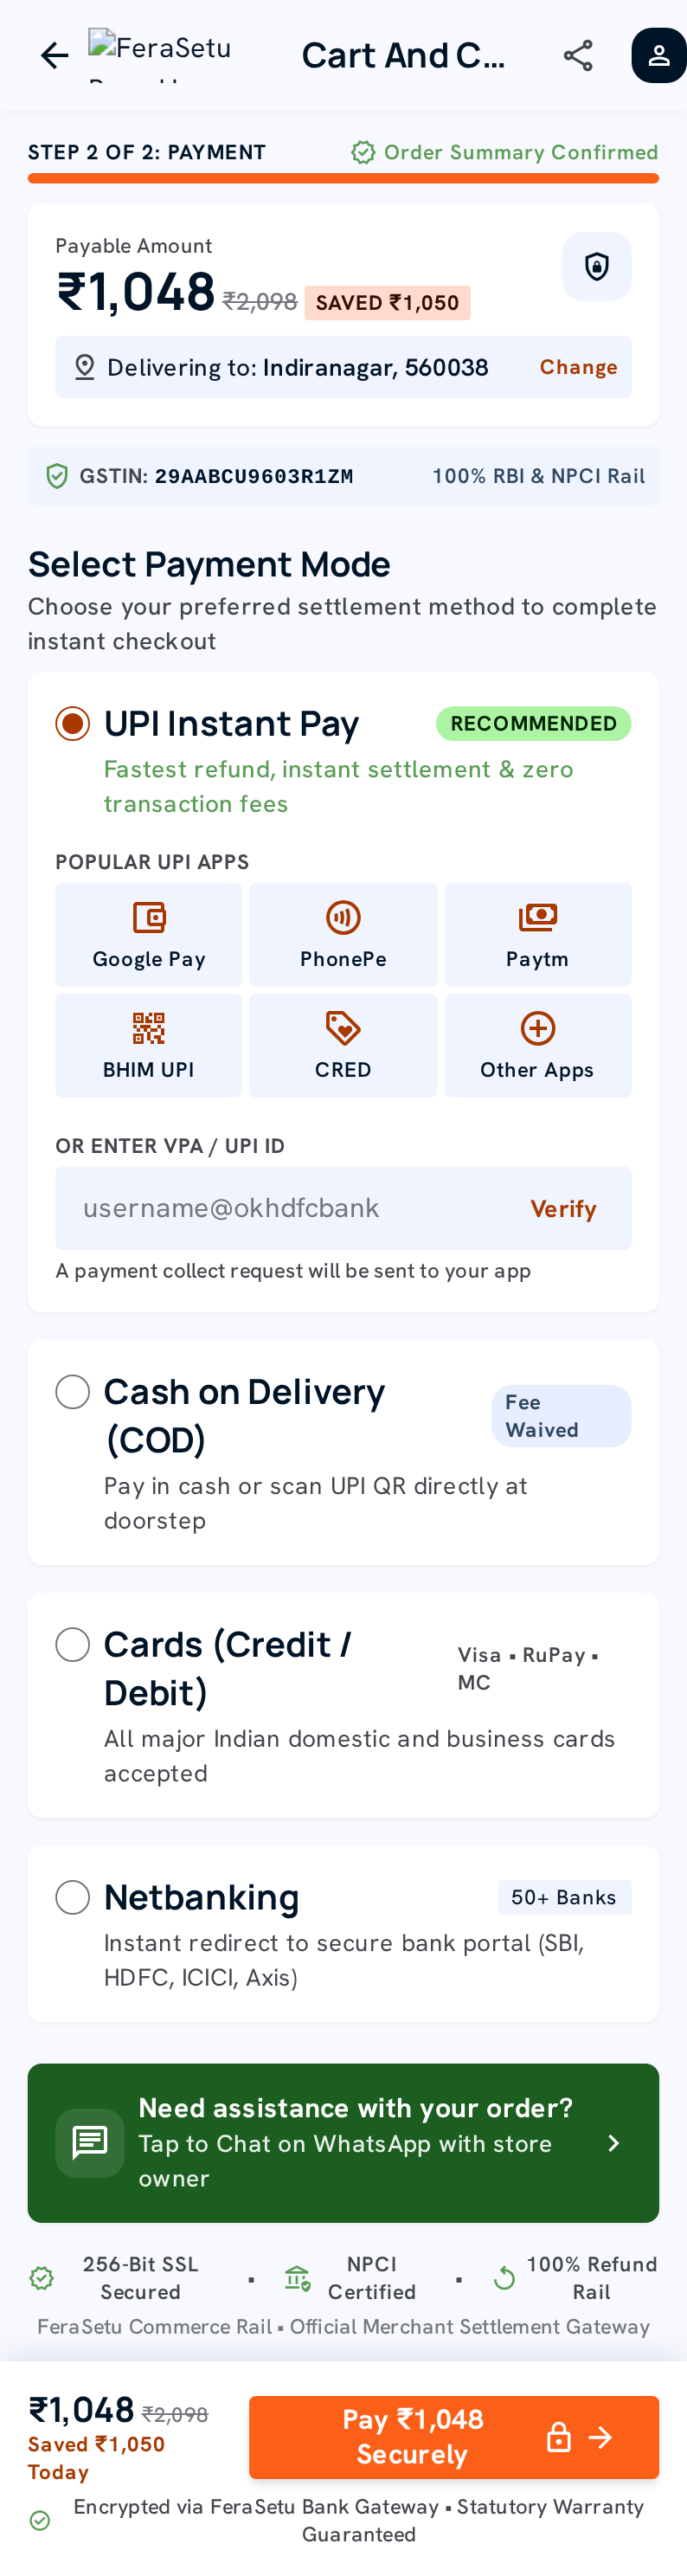 FeraSetu
Cart And C...
STEP 2 OF 2: PAYMENT
Order Summary Confirmed
Payable Amount
₹1,048 ₹2,098 SAVED ₹1,050
Delivering to: Indiranagar, 560038
Change
GSTIN: 29AABCU9603R1ZM
100% RBI & NPCI Rail
Select Payment Mode
Choose your preferred settlement method to complete
instant checkout
UPI Instant Pay
RECOMMENDED
Fastest refund, instant settlement & zero
transaction fees
POPULAR UPI APPS
Google Pay
PhonePe
Paytm
BHIM UPI
CRED
Other Apps
OR ENTER VPA / UPI ID
username@okhdfcbank
Verify
A payment collect request will be sent to your app
Cash on Delivery
(COD)
Fee
Waived
Pay in cash or scan UPI QR directly at
doorstep
Cards (Credit /
Debit)
Visa • RuPay •
MC
All major Indian domestic and business cards
accepted
Netbanking
50+ Banks
Instant redirect to secure bank portal (SBI,
HDFC, ICICI, Axis)
Need assistance with your order?
Tap to Chat on WhatsApp with store
owner
256-Bit SSL
Secured
•
NPCI
Certified
•
100% Refund
Rail
FeraSetu Commerce Rail • Official Merchant Settlement Gateway
₹1,048 ₹2,098
Saved ₹1,050
Today
Pay ₹1,048
Securely
Encrypted via FeraSetu Bank Gateway • Statutory Warranty
Guaranteed